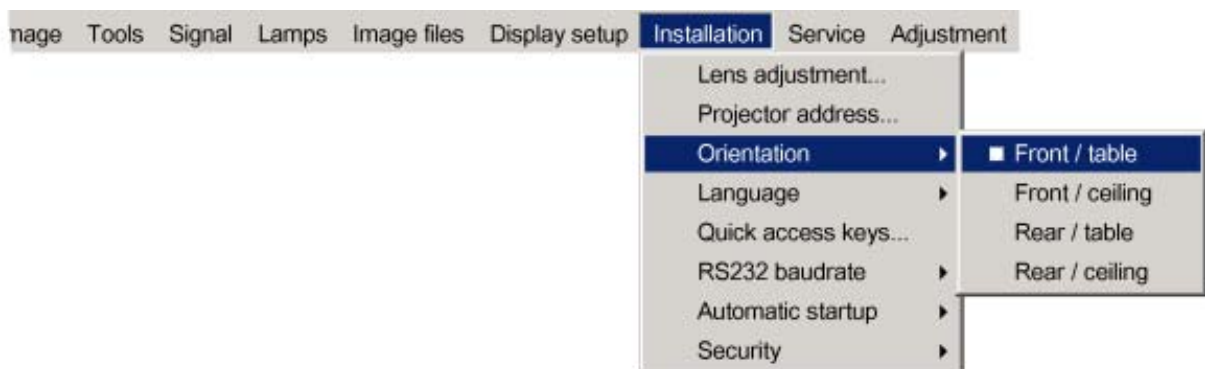 mage Tools Signal Lamps Image files Display setup Installation Service Adjustment
Lens adjustment...
Projector address...
Orientation
Front / table
Language
Front / ceiling
Quick access keys...
Rear / table
RS232 baudrate
Rear / ceiling
Automatic startup
Security